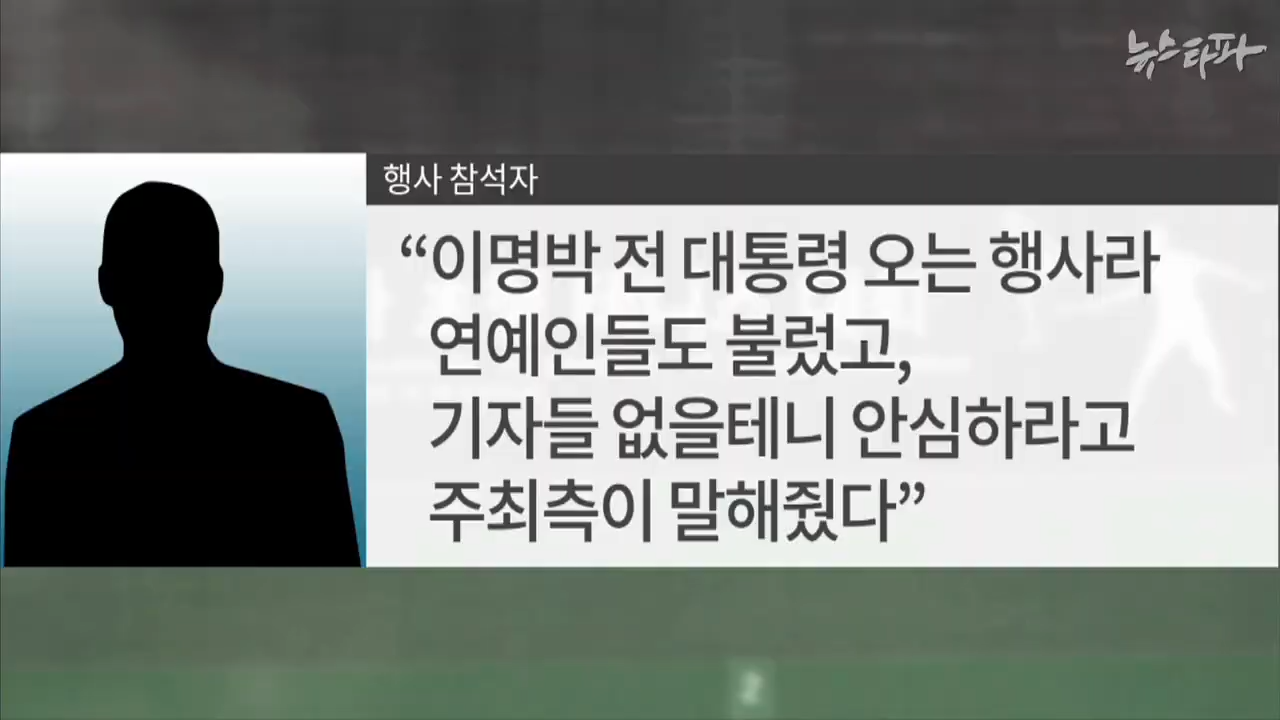 뉴스타파
행사 참석자
“이명박 전 대통령 오는 행사라
연예인들도 불렀고,
기자들 없을테니 안심하라고
주최측이 말해줬다”
2